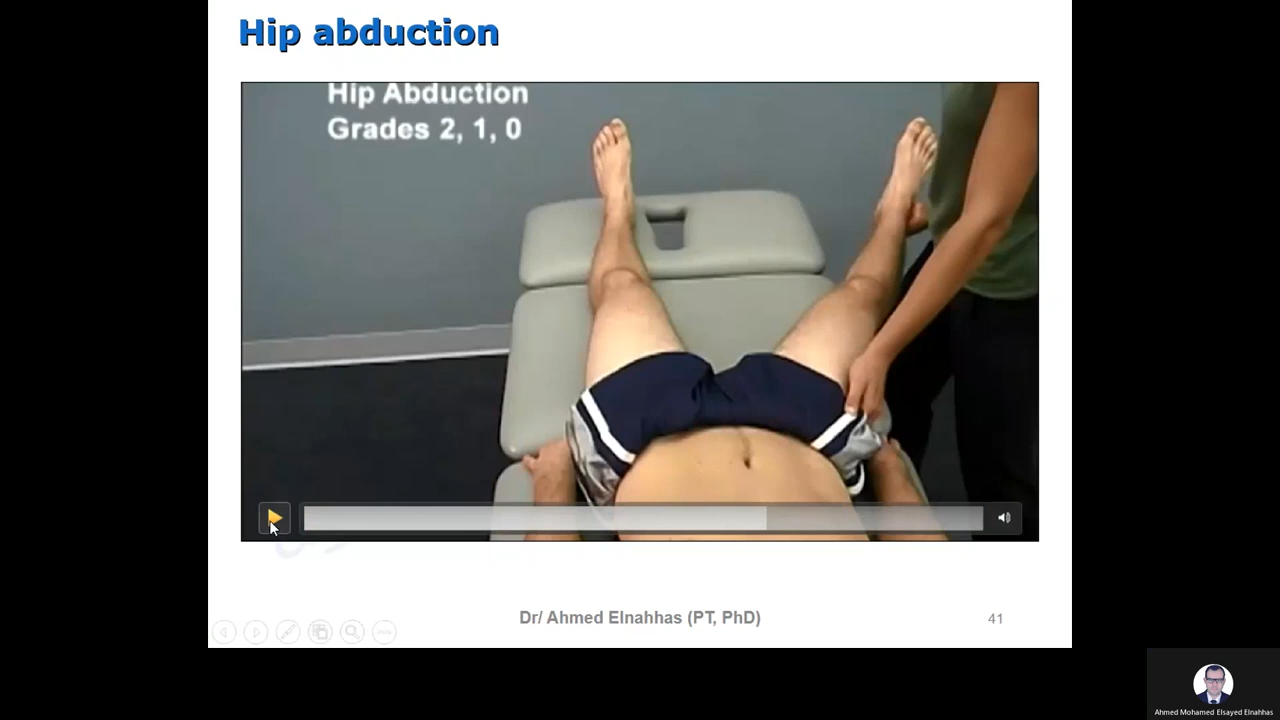 Hip abduction
Hip Abduction
Grades 2, 1, 0
Dr/ Ahmed Elnahhas (PT, PhD)
41
Ahmed Mohamed Elsayed Elnahhas